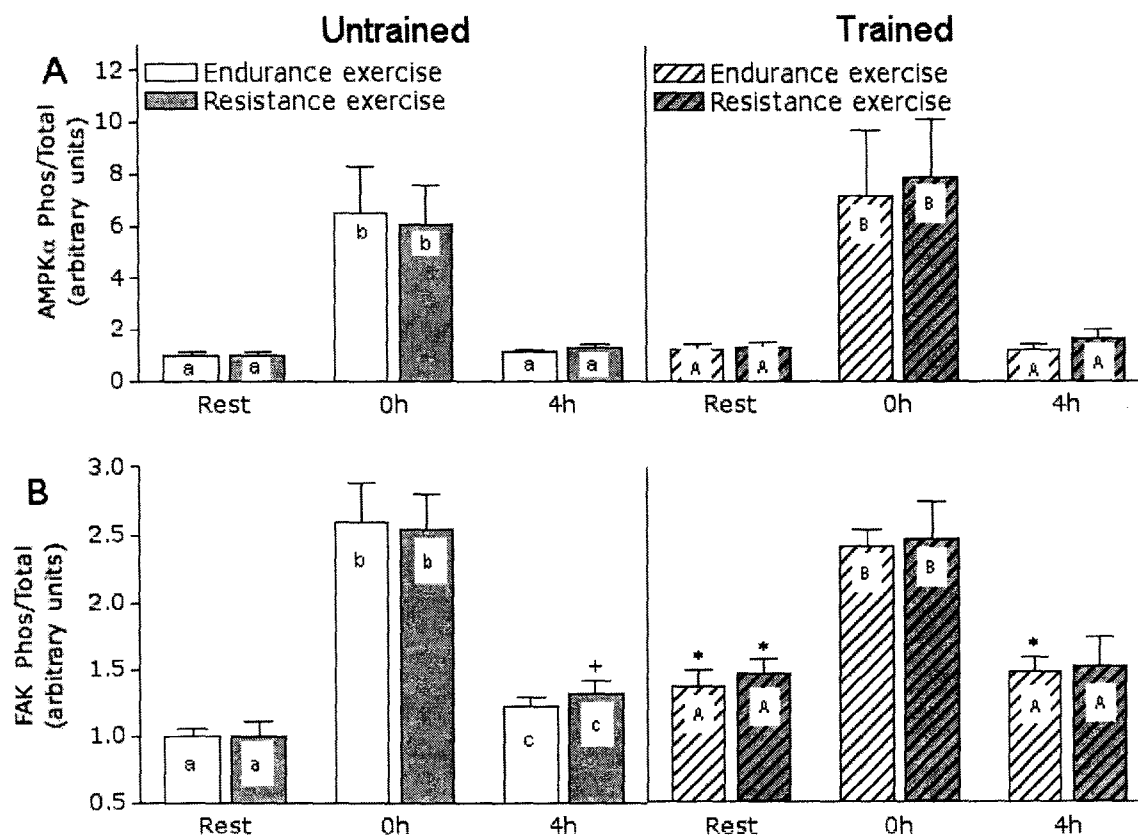 Untrained Trained
A
AMPKα Phos/Total
(arbitrary units)
12
10
8
6
4
2
0
Endurance exercise
Resistance exercise
Endurance exercise
Resistance exercise
a a b b a a A A B B A A
Rest 0h 4h Rest 0h 4h
B
FAK Phos/Total
(arbitrary units)
3.0
2.5
2.0
1.5
1.0
0.5
+ * * *
a a b b c c A A B B A A
Rest 0h 4h Rest 0h 4h